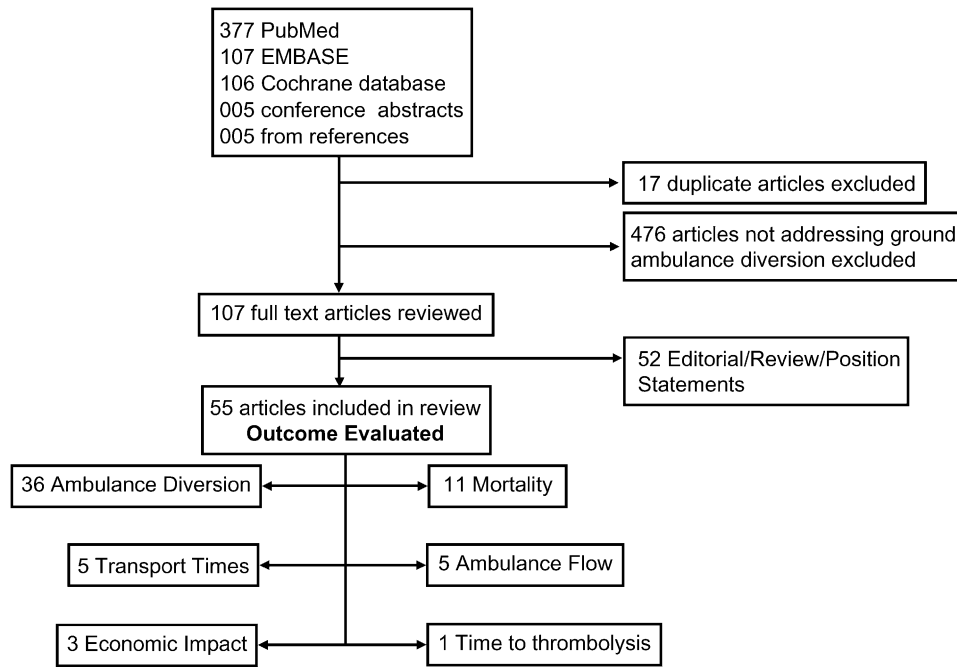 377 PubMed
107 EMBASE
106 Cochrane database
005 conference abstracts
005 from references
17 duplicate articles excluded
476 articles not addressing ground
ambulance diversion excluded
107 full text articles reviewed
52 Editorial/Review/Position
Statements
55 articles included in review
Outcome Evaluated
36 Ambulance Diversion
11 Mortality
5 Transport Times
5 Ambulance Flow
3 Economic Impact
1 Time to thrombolysis